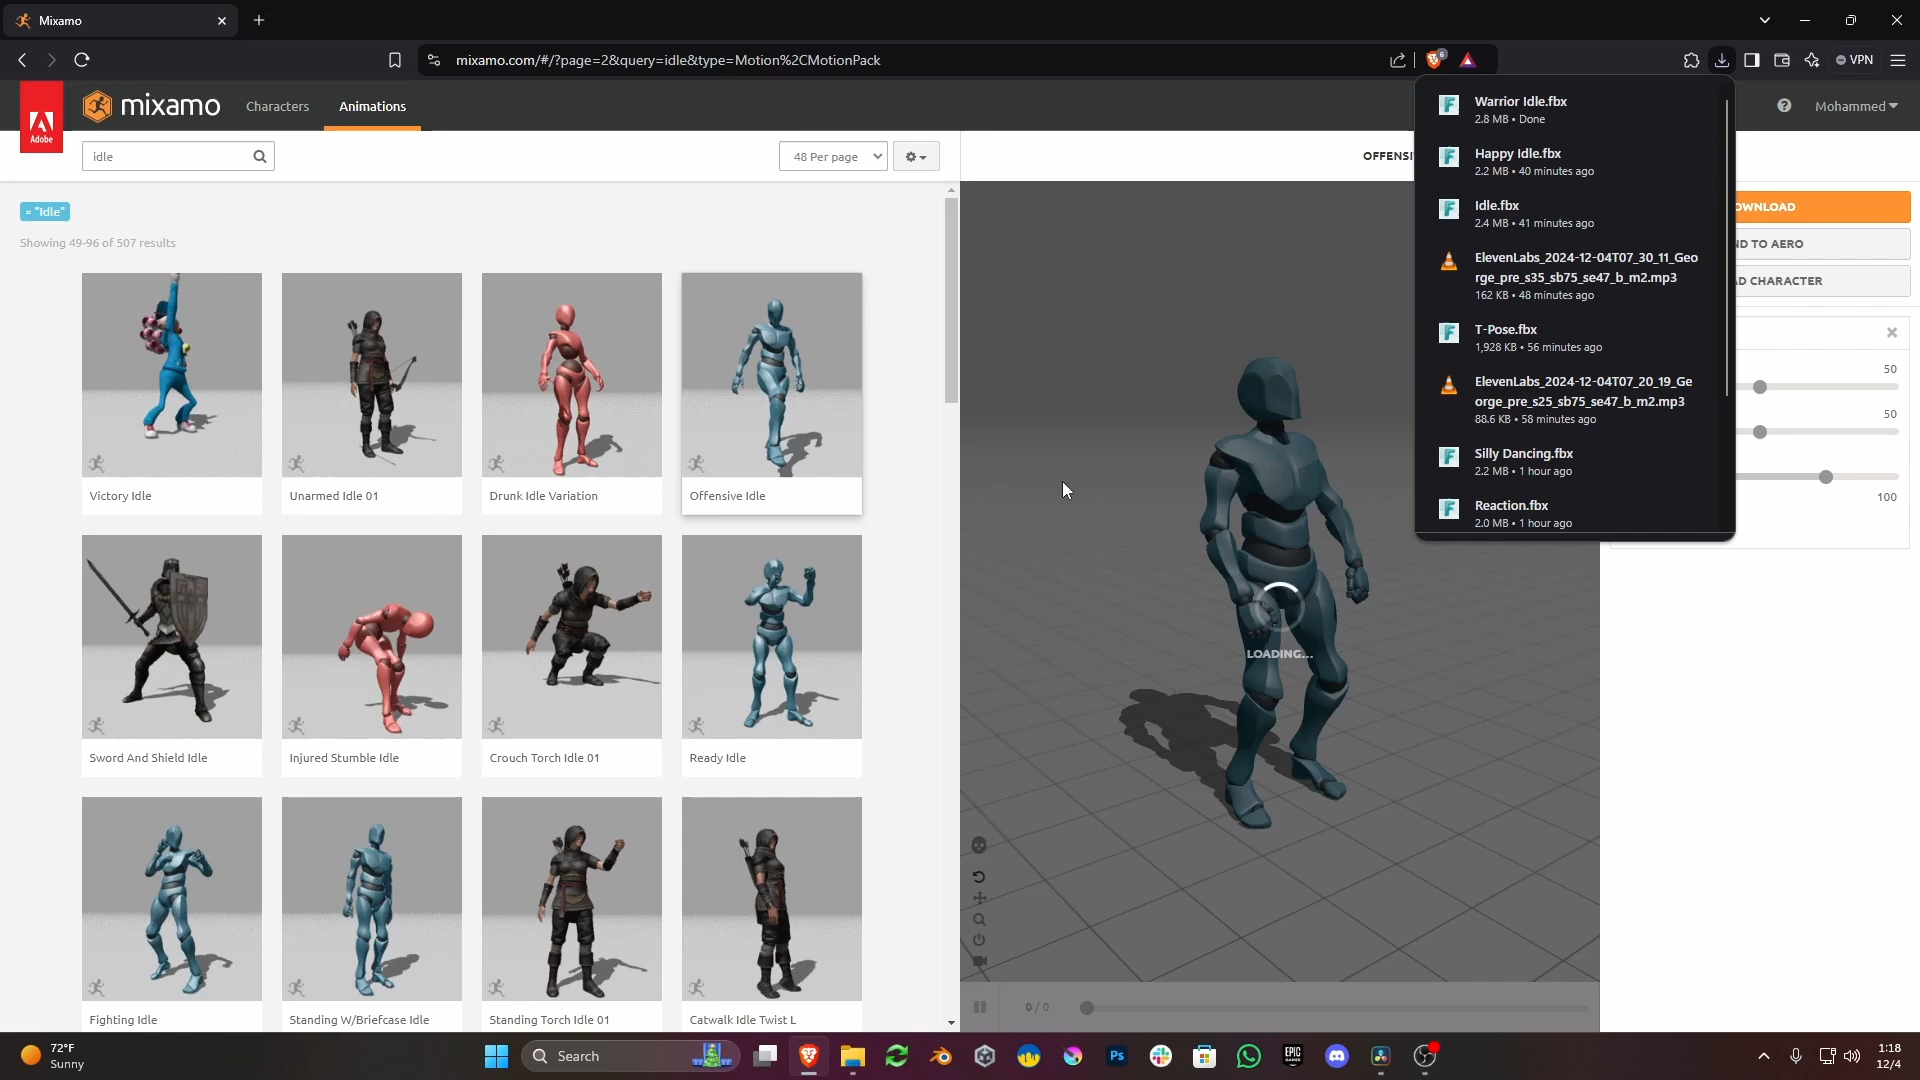 Mixamo
mixamo.com/#/?page=2&query=idle&type=Motion%2CMotionPack
6
VPN
Adobe
mixamo
Characters
Animations
Mohammed
idle
48 Per page
OFFENSI
× "Idle"
Showing 49-96 of 507 results
Victory Idle
Unarmed Idle 01
Drunk Idle Variation
Offensive Idle
Sword And Shield Idle
Injured Stumble Idle
Crouch Torch Idle 01
Ready Idle
Fighting Idle
Standing W/Briefcase Idle
Standing Torch Idle 01
Catwalk Idle Twist L
LOADING...
0 / 0
Warrior Idle.fbx
2.8 MB • Done
Happy Idle.fbx
2.2 MB • 40 minutes ago
Idle.fbx
2.4 MB • 41 minutes ago
ElevenLabs_2024-12-04T07_30_11_Geo
rge_pre_s35_sb75_se47_b_m2.mp3
162 KB • 48 minutes ago
T-Pose.fbx
1,928 KB • 56 minutes ago
ElevenLabs_2024-12-04T07_20_19_Ge
orge_pre_s25_sb75_se47_b_m2.mp3
88.6 KB • 58 minutes ago
Silly Dancing.fbx
2.2 MB • 1 hour ago
Reaction.fbx
2.0 MB • 1 hour ago
OWNLOAD
ND TO AERO
AD CHARACTER
50
50
100
72°F
Sunny
Search
Ps
EPIC
GAMES
1:18
12/4